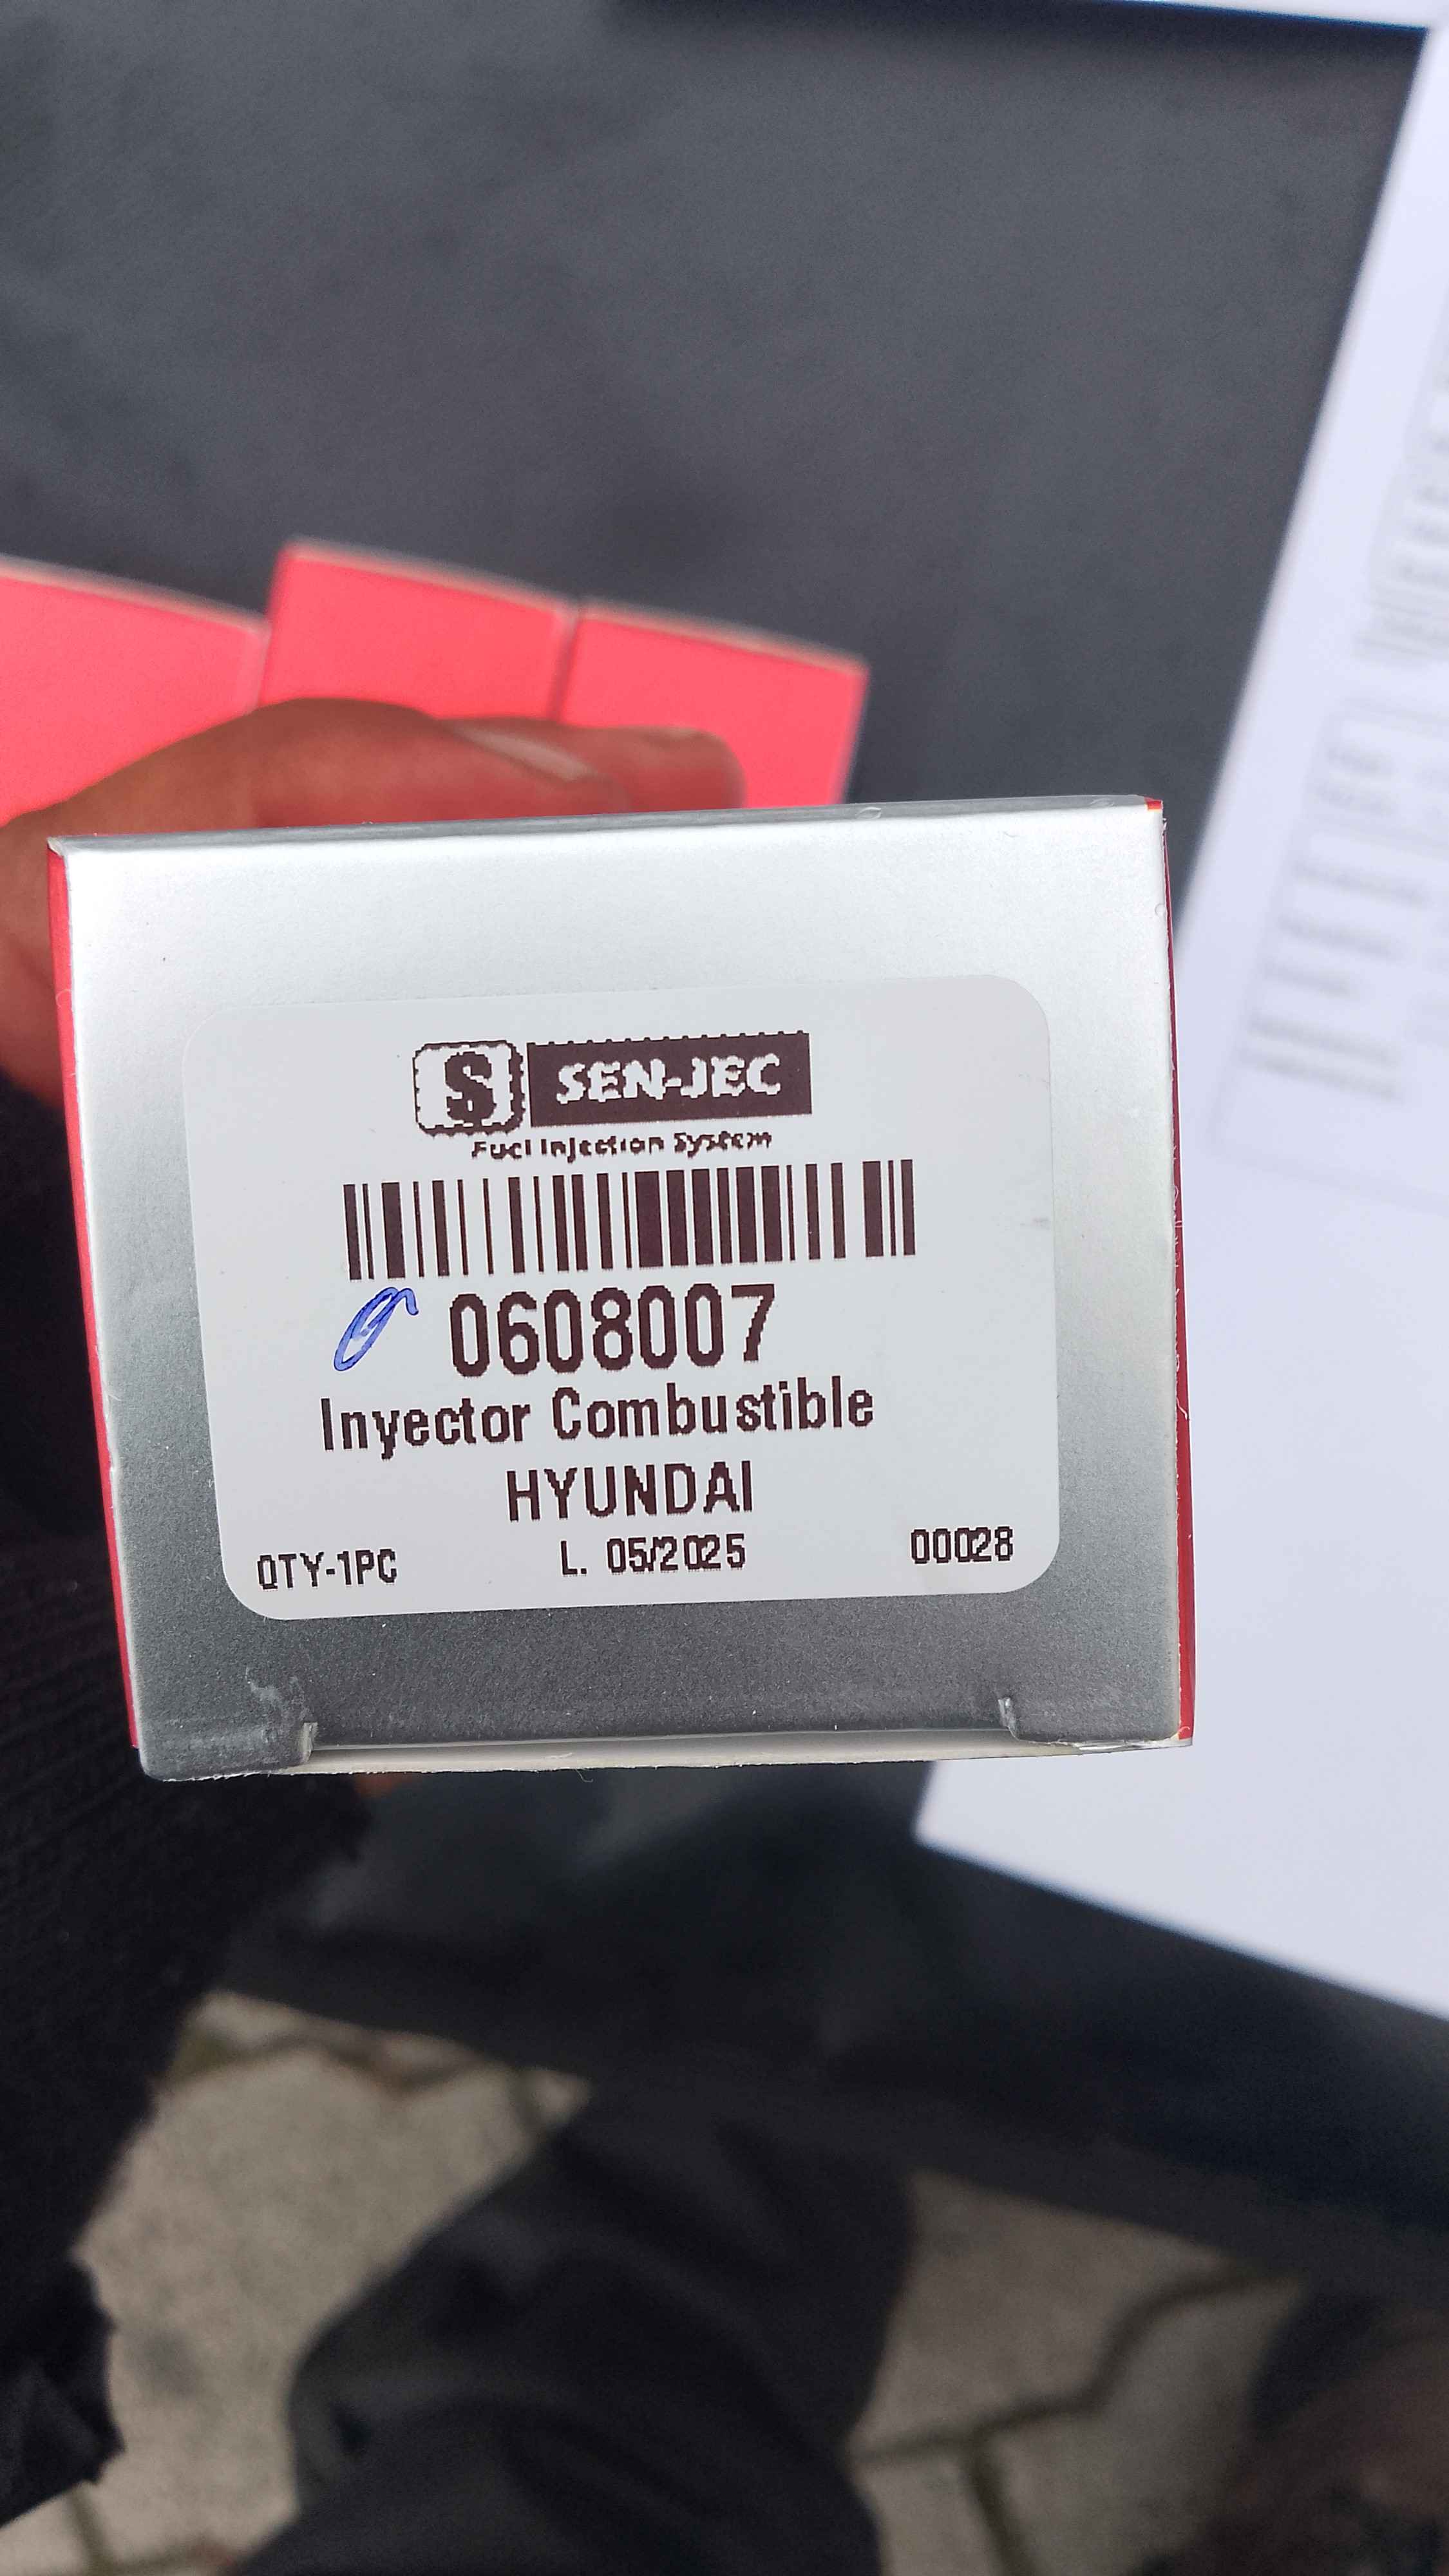 S SEN-JEC
Fuel Injection System
0608007
Inyector Combustible
HYUNDAI
QTY-1PC L. 05/2025 00028